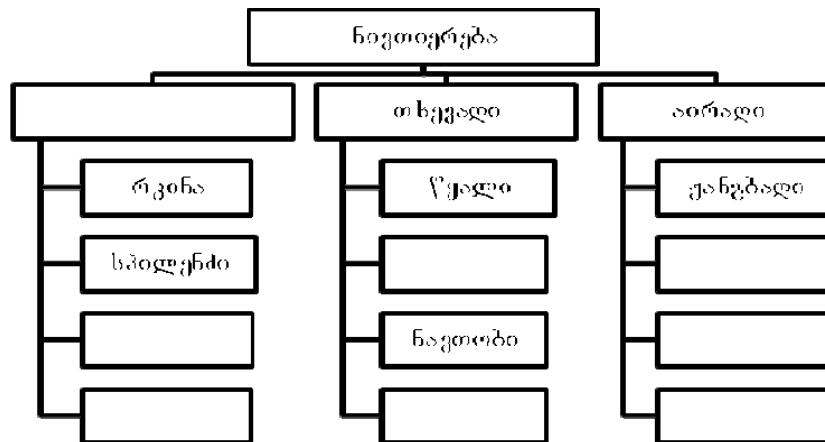 ნივთიერება
თხევადი
აირადი
რკინა
წყალი
ჟანგბადი
სპილენძი
ნავთობი